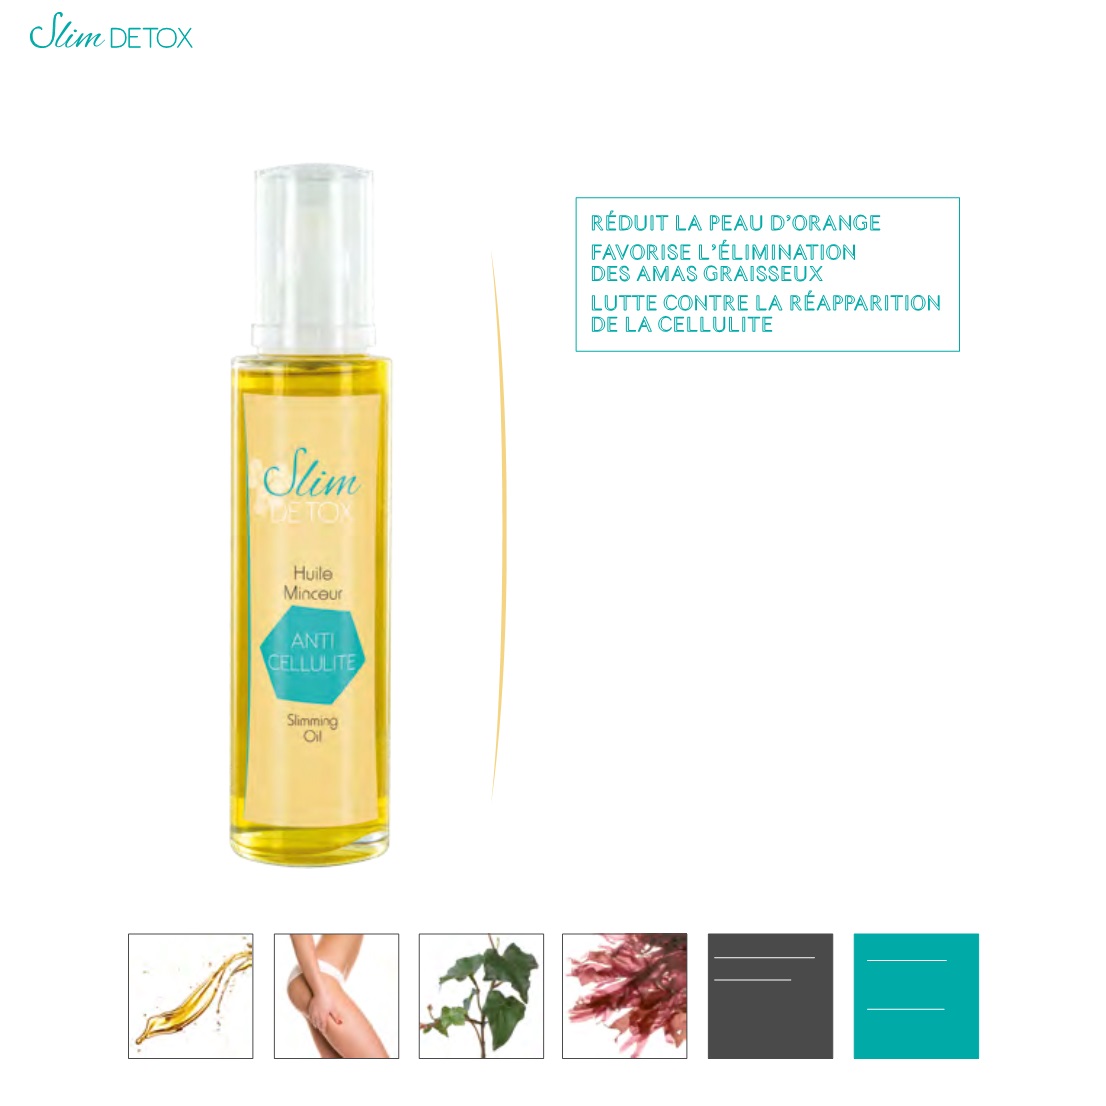 Slim DETOX
RÉDUIT LA PEAU D'ORANGE
FAVORISE L'ÉLIMINATION
DES AMAS GRAISSEUX
LUTTE CONTRE LA RÉAPPARITION
DE LA CELLULITE
Slim
DETOX
Huile
Minceur
ANTI
CELLULITE
Slimming
Oil